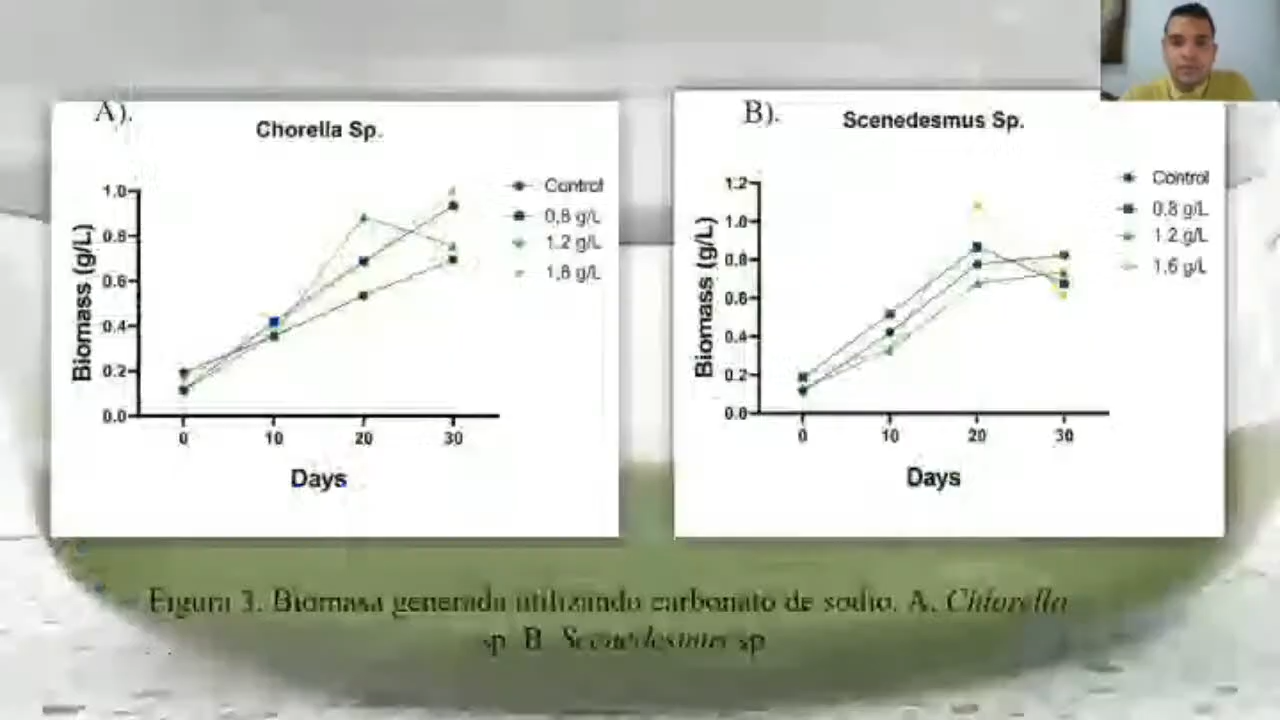 A).
Chorella Sp.
Biomass (g/L)
1.0
0.8
0.6
0.4
0.2
0.0
0 10 20 30
Days
Control
0.8 g/L
1.2 g/L
1.6 g/L
B).
Scenedesmus Sp.
Biomass (g/L)
1.2
1.0
0.8
0.6
0.4
0.2
0.0
0 10 20 30
Days
Control
0.8 g/L
1.2 g/L
1.6 g/L
Figura 3. Biomasa generada utilizando carbonato de sodio. A. Chlorella
sp. B. Scenedesmus sp